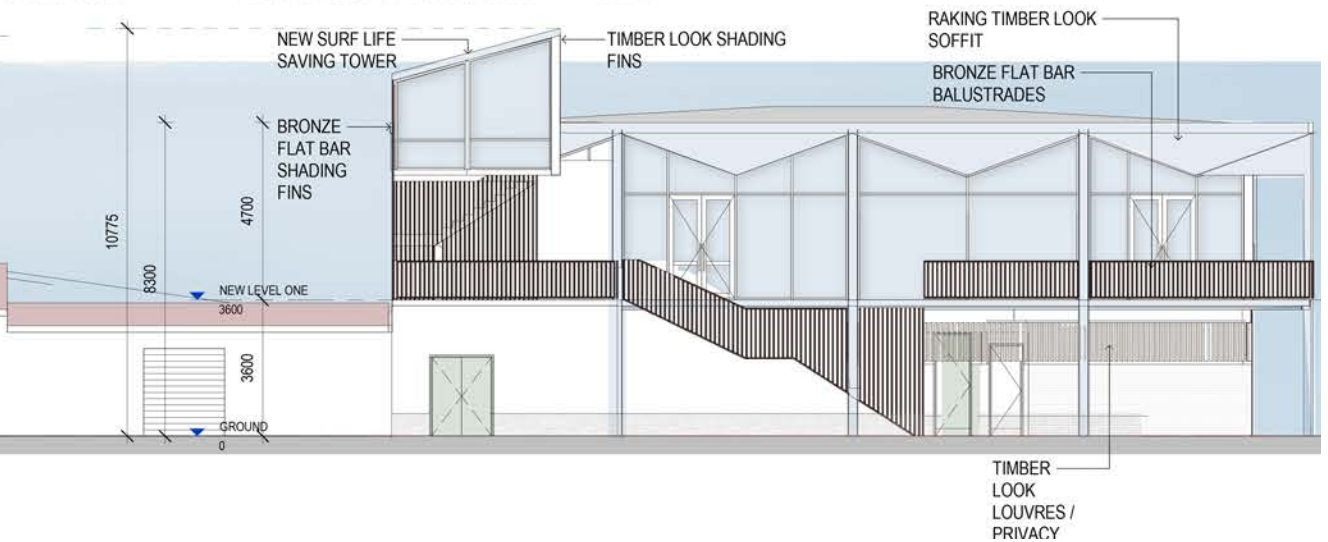 NEW SURF LIFE
SAVING TOWER
TIMBER LOOK SHADING
FINS
RAKING TIMBER LOOK
SOFFIT
BRONZE FLAT BAR
BALUSTRADES
BRONZE
FLAT BAR
SHADING
FINS
10775
8300
4700
NEW LEVEL ONE
3600
3600
GROUND
0
TIMBER
LOOK
LOUVRES /
PRIVACY